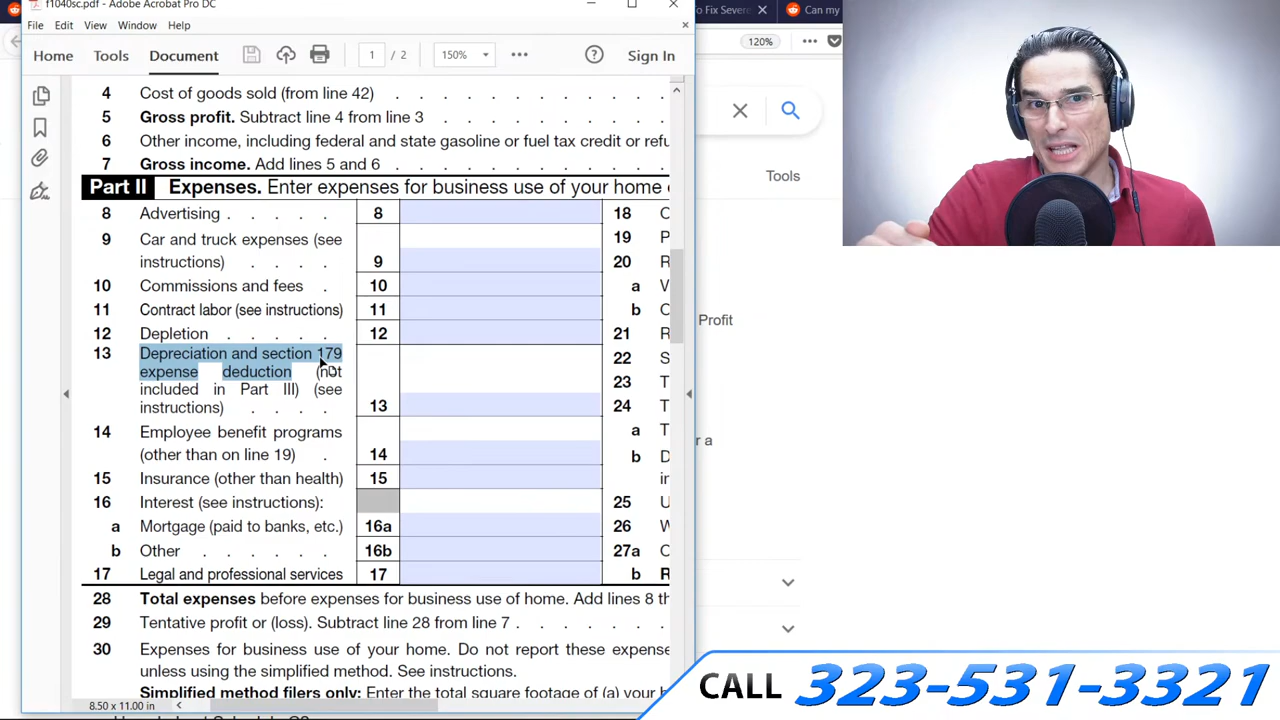 f1040sc.pdf - Adobe Acrobat Pro DC
To Fix Severe
Can my
File Edit View Window Help
120%
Home Tools Document
1 / 2
150%
Sign In
4 Cost of goods sold (from line 42) . . . . . . .
5 Gross profit. Subtract line 4 from line 3 . . . . . .
6 Other income, including federal and state gasoline or fuel tax credit or refu
7 Gross income. Add lines 5 and 6 . . . . . . .
Part II Expenses. Enter expenses for business use of your home
8 Advertising . . . . . 8
9 Car and truck expenses (see
instructions) . . . . 9
10 Commissions and fees . 10
11 Contract labor (see instructions) 11
12 Depletion . . . . . 12
13 Depreciation and section 179
expense deduction (not
included in Part III) (see
instructions) . . . . 13
14 Employee benefit programs
(other than on line 19) . 14
15 Insurance (other than health) 15
16 Interest (see instructions):
a Mortgage (paid to banks, etc.) 16a
b Other . . . . . 16b
17 Legal and professional services 17
18
19
20
a
b
21
22
23
24
a
b
25
26
27a
b
28 Total expenses before expenses for business use of home. Add lines 8 th
29 Tentative profit or (loss). Subtract line 28 from line 7 . . . . .
30 Expenses for business use of your home. Do not report these expense
unless using the simplified method. See instructions.
Simplified method filers only: Enter the total square footage of (a) your
8.50 x 11.00 in
Tools
Profit
r a
CALL 323-531-3321